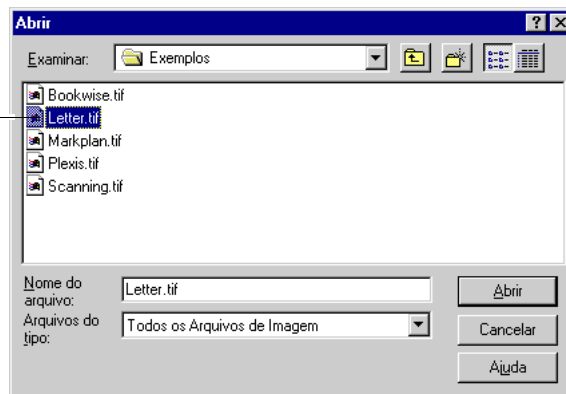 Abrir
Examinar: Exemplos
Bookwise.tif
Letter.tif
Markplan.tif
Plexis.tif
Scanning.tif
Nome do arquivo: Letter.tif
Abrir
Arquivos do tipo: Todos os Arquivos de Imagem
Cancelar
Ajuda